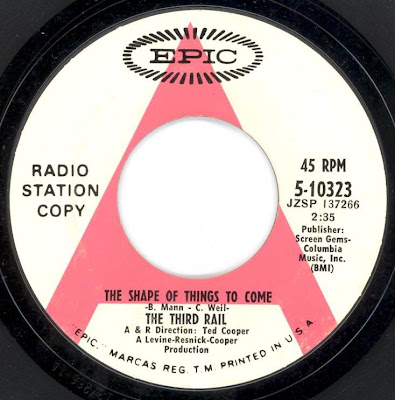 EPIC
RADIO
STATION
COPY
45 RPM
5-10323
JZSP 137266
2:35
Publisher:
Screen Gems-
Columbia
Music, Inc.
(BMI)
THE SHAPE OF THINGS TO COME
-B. Mann - C. Weil-
THE THIRD RAIL
A & R Direction: Ted Cooper
A Levine-Resnick-Cooper
Production
"EPIC," MARCAS REG. T.M. PRINTED IN U.S.A.